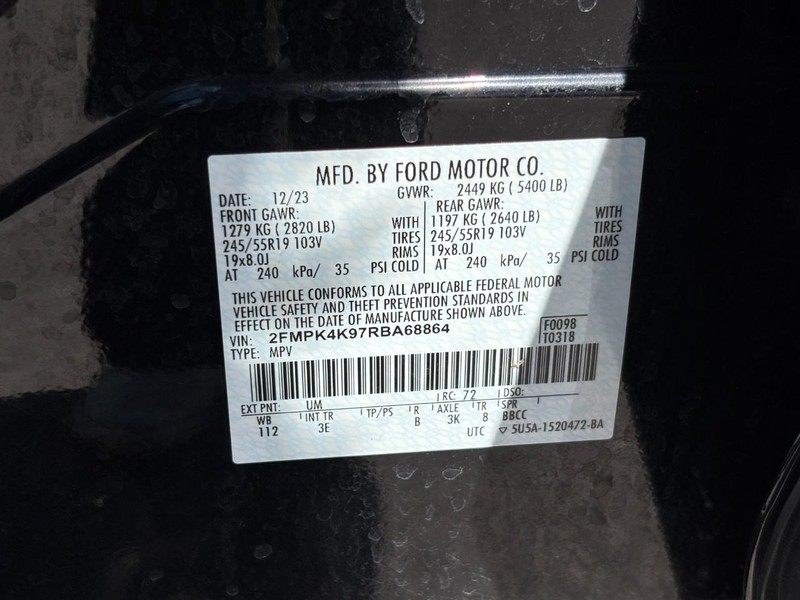 MFD. BY FORD MOTOR CO.
DATE: 12/23 GVWR: 2449 KG ( 5400 LB)
FRONT GAWR: REAR GAWR:
1279 KG ( 2820 LB) WITH 1197 KG ( 2640 LB) WITH
245/55R19 103V TIRES 245/55R19 103V TIRES
19x8.0J RIMS 19x8.0J RIMS
AT 240 kPa/ 35 PSI COLD AT 240 kPa/ 35 PSI COLD
THIS VEHICLE CONFORMS TO ALL APPLICABLE FEDERAL MOTOR
VEHICLE SAFETY AND THEFT PREVENTION STANDARDS IN
EFFECT ON THE DATE OF MANUFACTURE SHOWN ABOVE.
VIN: 2FMPK4K97RBA68864 F0098
TYPE: MPV T0318
EXT PNT: UM RC: 72 DSO:
WB INT TR TP/PS R AXLE TR SPR
112 3E B 3K 8 BBCC
UTC ▽ 5U5A-1520472-BA